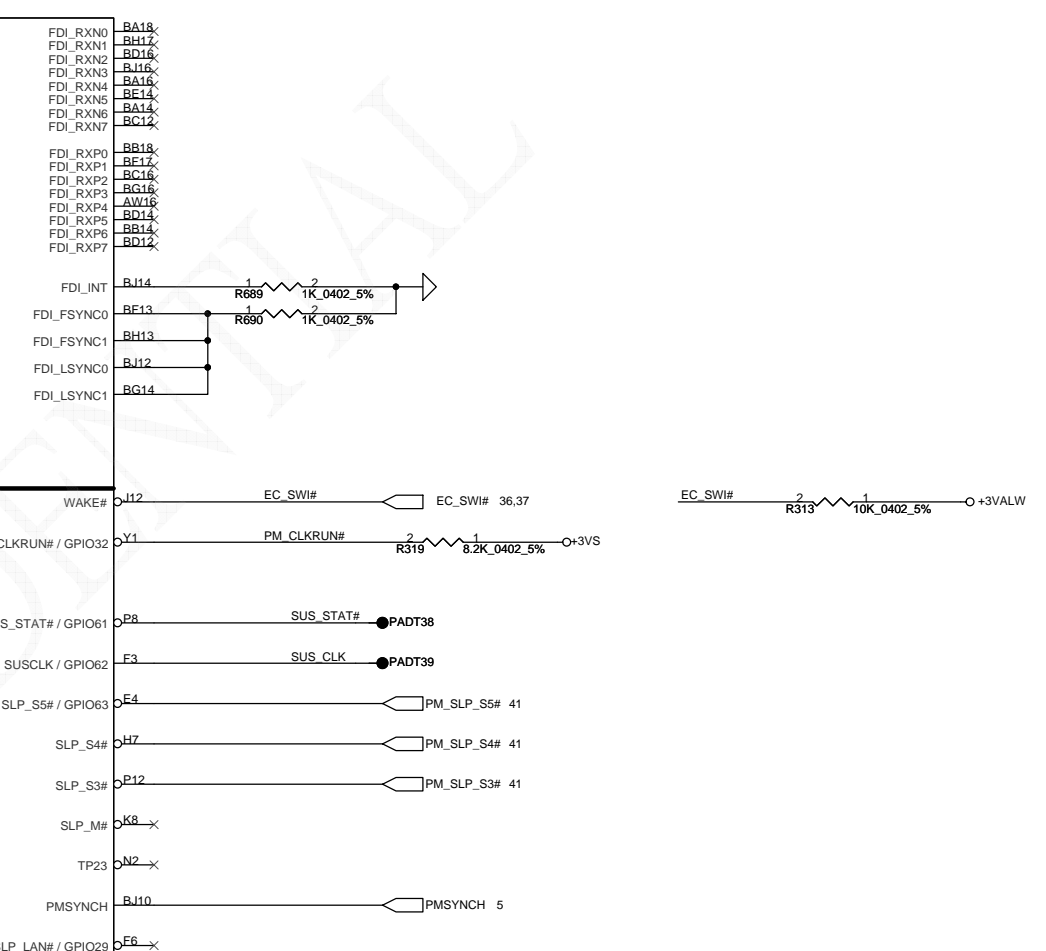 FDI_RXN0 BA18
FDI_RXN1 BH17
FDI_RXN2 BD16
FDI_RXN3 BJ16
FDI_RXN4 BA16
FDI_RXN5 BE14
FDI_RXN6 BA14
FDI_RXN7 BC12
FDI_RXP0 BB18
FDI_RXP1 BF17
FDI_RXP2 BC16
FDI_RXP3 BG16
FDI_RXP4 AW16
FDI_RXP5 BD14
FDI_RXP6 BB14
FDI_RXP7 BD12
FDI_INT BJ14 1 2
R689 1K_0402_5%
FDI_FSYNC0 BF13 1 2
R690 1K_0402_5%
FDI_FSYNC1 BH13
FDI_LSYNC0 BJ12
FDI_LSYNC1 BG14
WAKE# J12 EC_SWI# EC_SWI# 36,37 EC_SWI# 2 1 +3VALW
R313 10K_0402_5%
CLKRUN# / GPIO32 Y1 PM_CLKRUN# 2 1 +3VS
R319 8.2K_0402_5%
S_STAT# / GPIO61 P8 SUS_STAT# PADT38
SUSCLK / GPIO62 F3 SUS_CLK PADT39
SLP_S5# / GPIO63 E4 PM_SLP_S5# 41
SLP_S4# H7 PM_SLP_S4# 41
SLP_S3# P12 PM_SLP_S3# 41
SLP_M# K8
TP23 N2
PMSYNCH BJ10 PMSYNCH 5
LP_LAN# / GPIO29 F6
DENTIAL